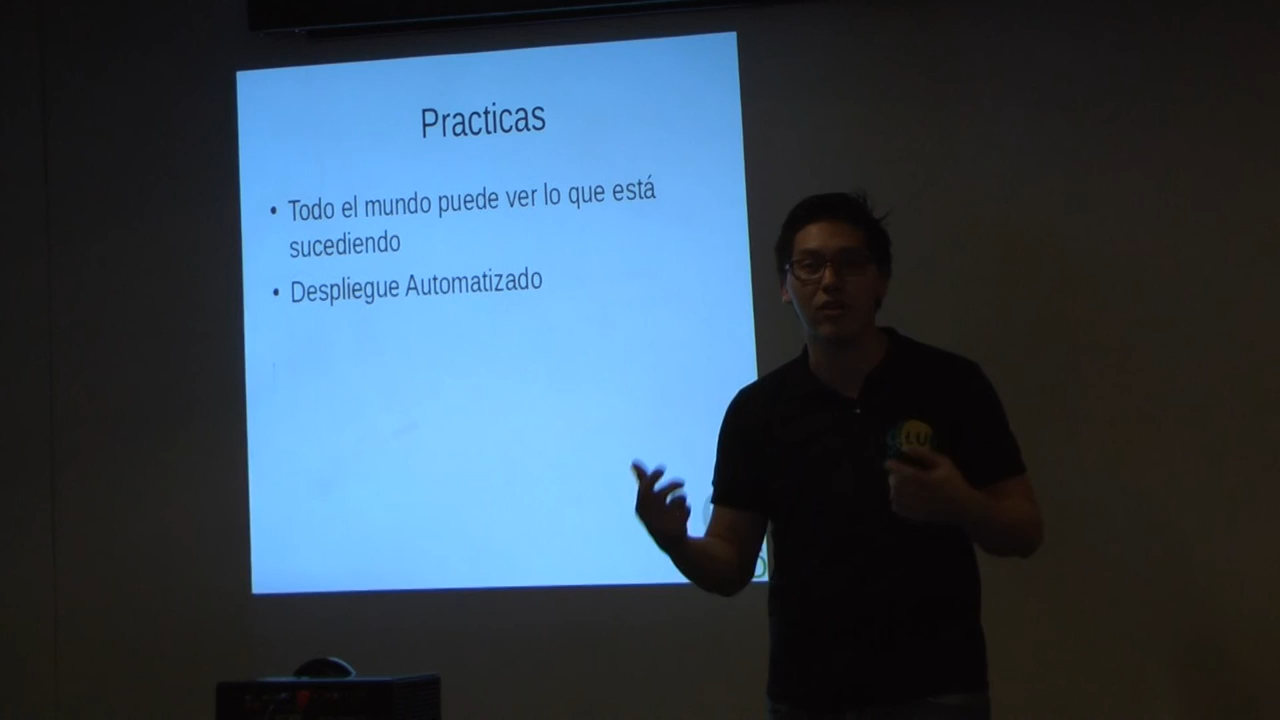 Practicas
• Todo el mundo puede ver lo que está
sucediendo
• Despliegue Automatizado